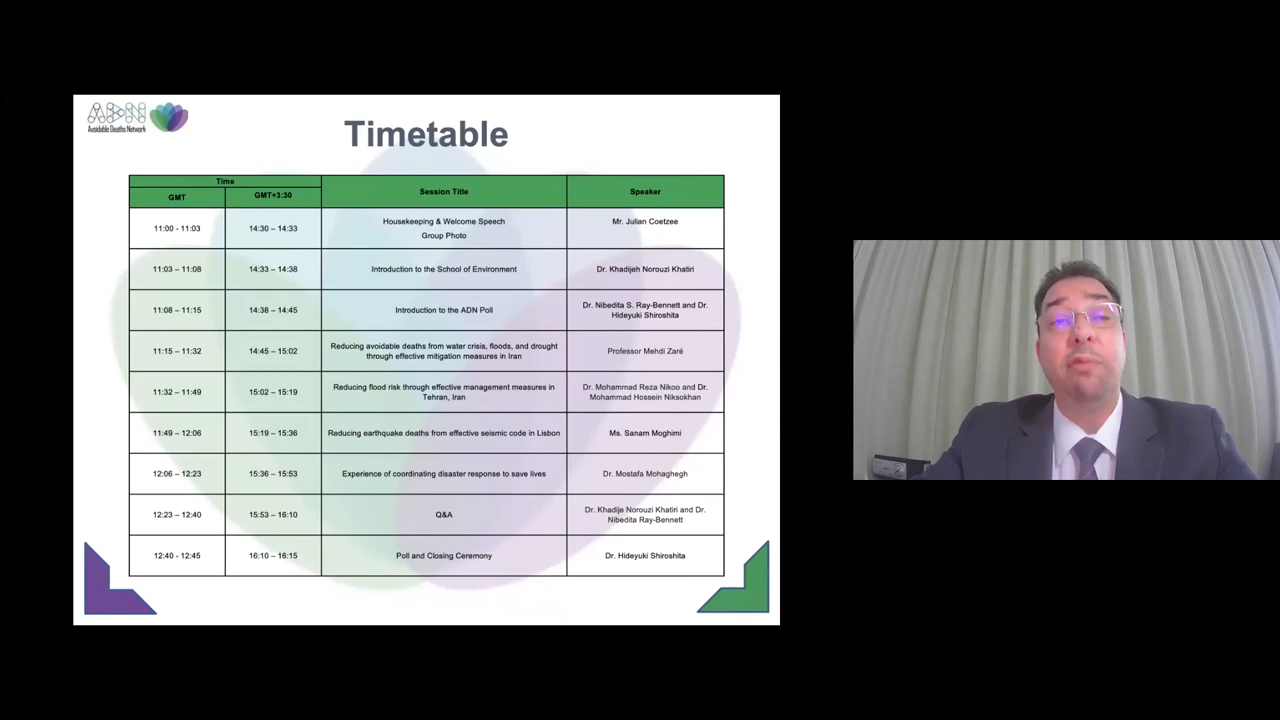 ADN
Avoidable Deaths Network
Timetable
Time
GMT
GMT+3:30
Session Title
Speaker
11:00 - 11:03
14:30 – 14:33
Housekeeping & Welcome Speech
Group Photo
Mr. Julian Coetzee
11:03 – 11:08
14:33 – 14:38
Introduction to the School of Environment
Dr. Khadijeh Norouzi Khatiri
11:08 – 11:15
14:38 – 14:45
Introduction to the ADN Poll
Dr. Nibedita S. Ray-Bennett and Dr.
Hideyuki Shiroshita
11:15 – 11:32
14:45 – 15:02
Reducing avoidable deaths from water crisis, floods, and drought
through effective mitigation measures in Iran
Professor Mehdi Zaré
11:32 – 11:49
15:02 – 15:19
Reducing flood risk through effective management measures in
Tehran, Iran
Dr. Mohammad Reza Nikoo and Dr.
Mohammad Hossein Niksokhan
11:49 – 12:06
15:19 – 15:36
Reducing earthquake deaths from effective seismic code in Lisbon
Ms. Sanam Moghimi
12:06 – 12:23
15:36 – 15:53
Experience of coordinating disaster response to save lives
Dr. Mostafa Mohaghegh
12:23 – 12:40
15:53 – 16:10
Q&A
Dr. Khadije Norouzi Khatiri and Dr.
Nibedita Ray-Bennett
12:40 - 12:45
16:10 – 16:15
Poll and Closing Ceremony
Dr. Hideyuki Shiroshita